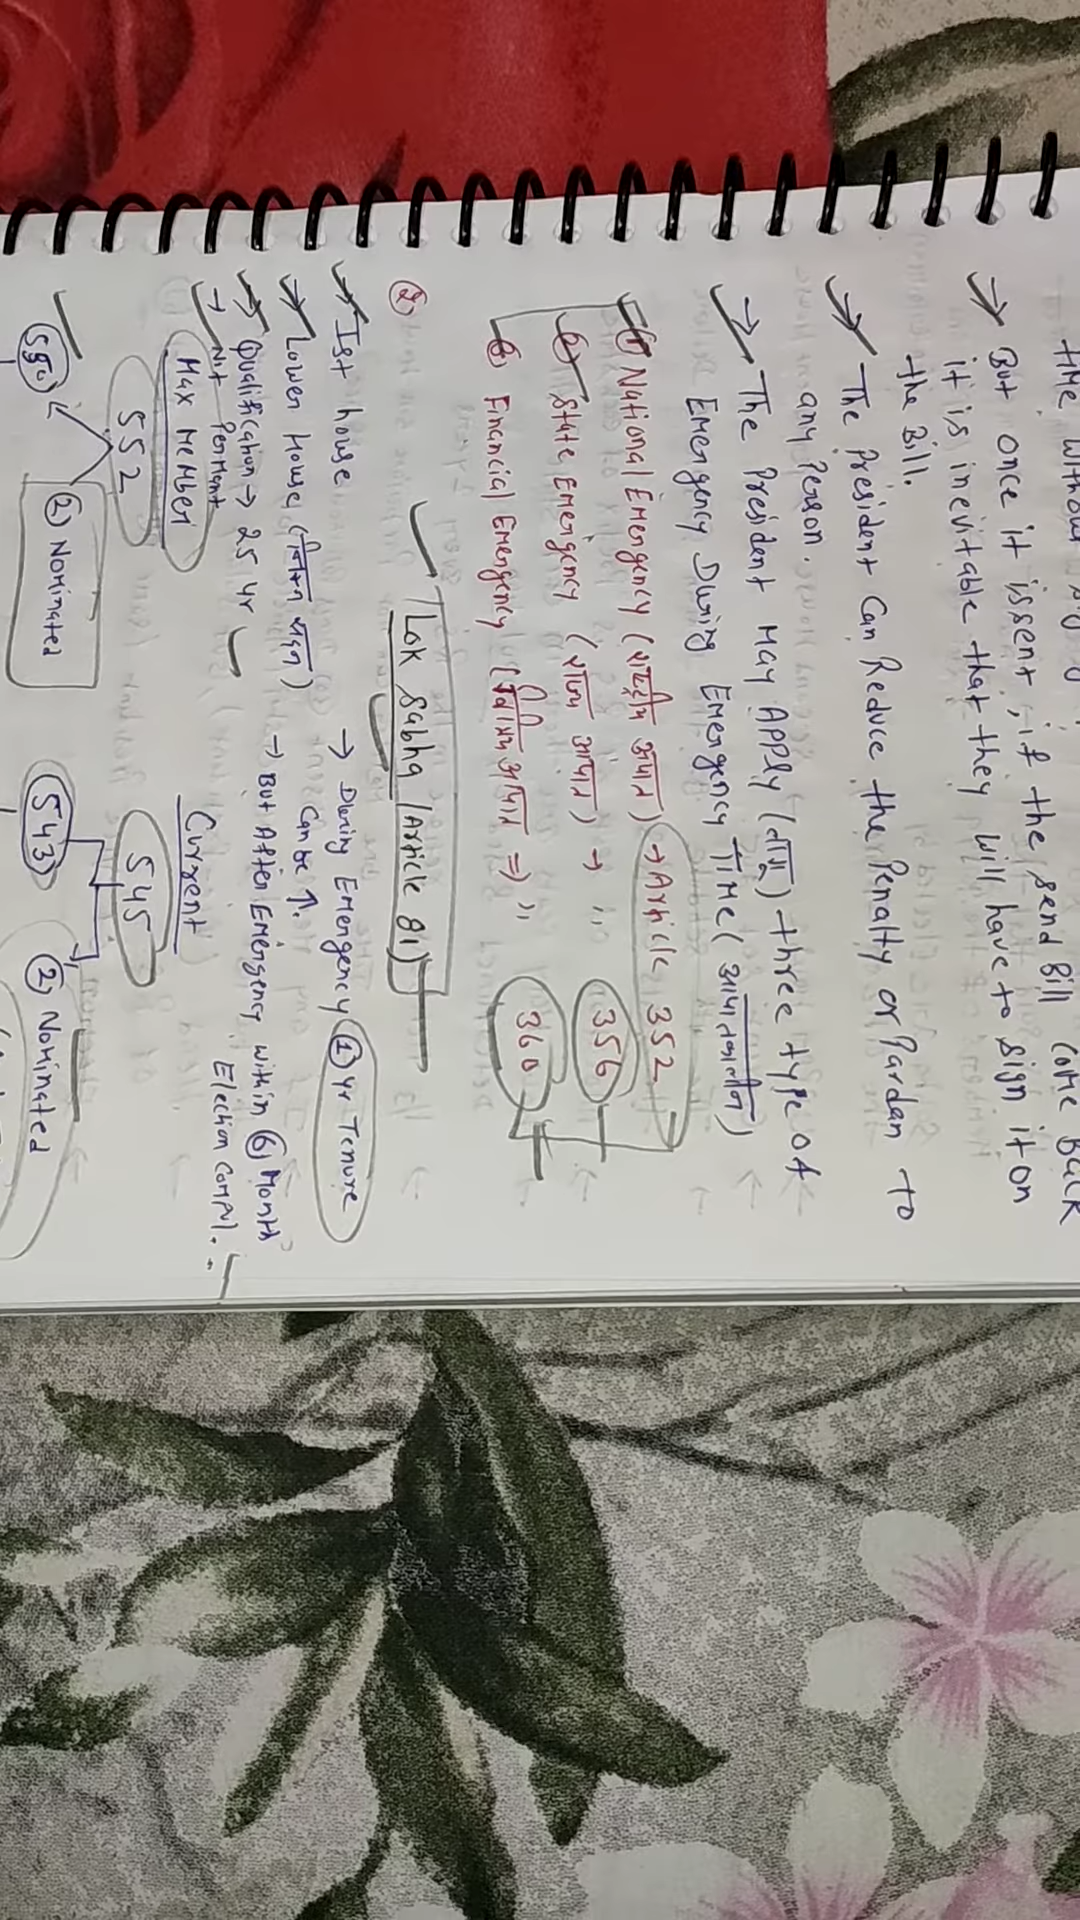 time without
come back
→ But once it is sent, if the send Bill
it is inevitable that they will have to sign it on
the Bill.
→ The President can Reduce the Penalty or Pardan to
any Person.
→ The President May Apply (लागू) three type of
Emergency During Emergency Time (आपातकालीन)
① National Emergency (राष्ट्रीय आपात) → Article 352
② State Emergency (राज्य आपात) → ,, 356
③ Financial Emergency (वित्तीय आपात) => ,, 360
② Lok Sabha (Article 81)
→ Ist house
→ During Emergency ① yr Tenure
Can be ↑.
→ Lower House (निम्न सदन)
→ But After Emergency within ⑥ Month
Election Compl.
→ Qualification → 25 yr
→ Not Permant
Max Member
Current
552
545
550
② Nominated
543
② Nominated